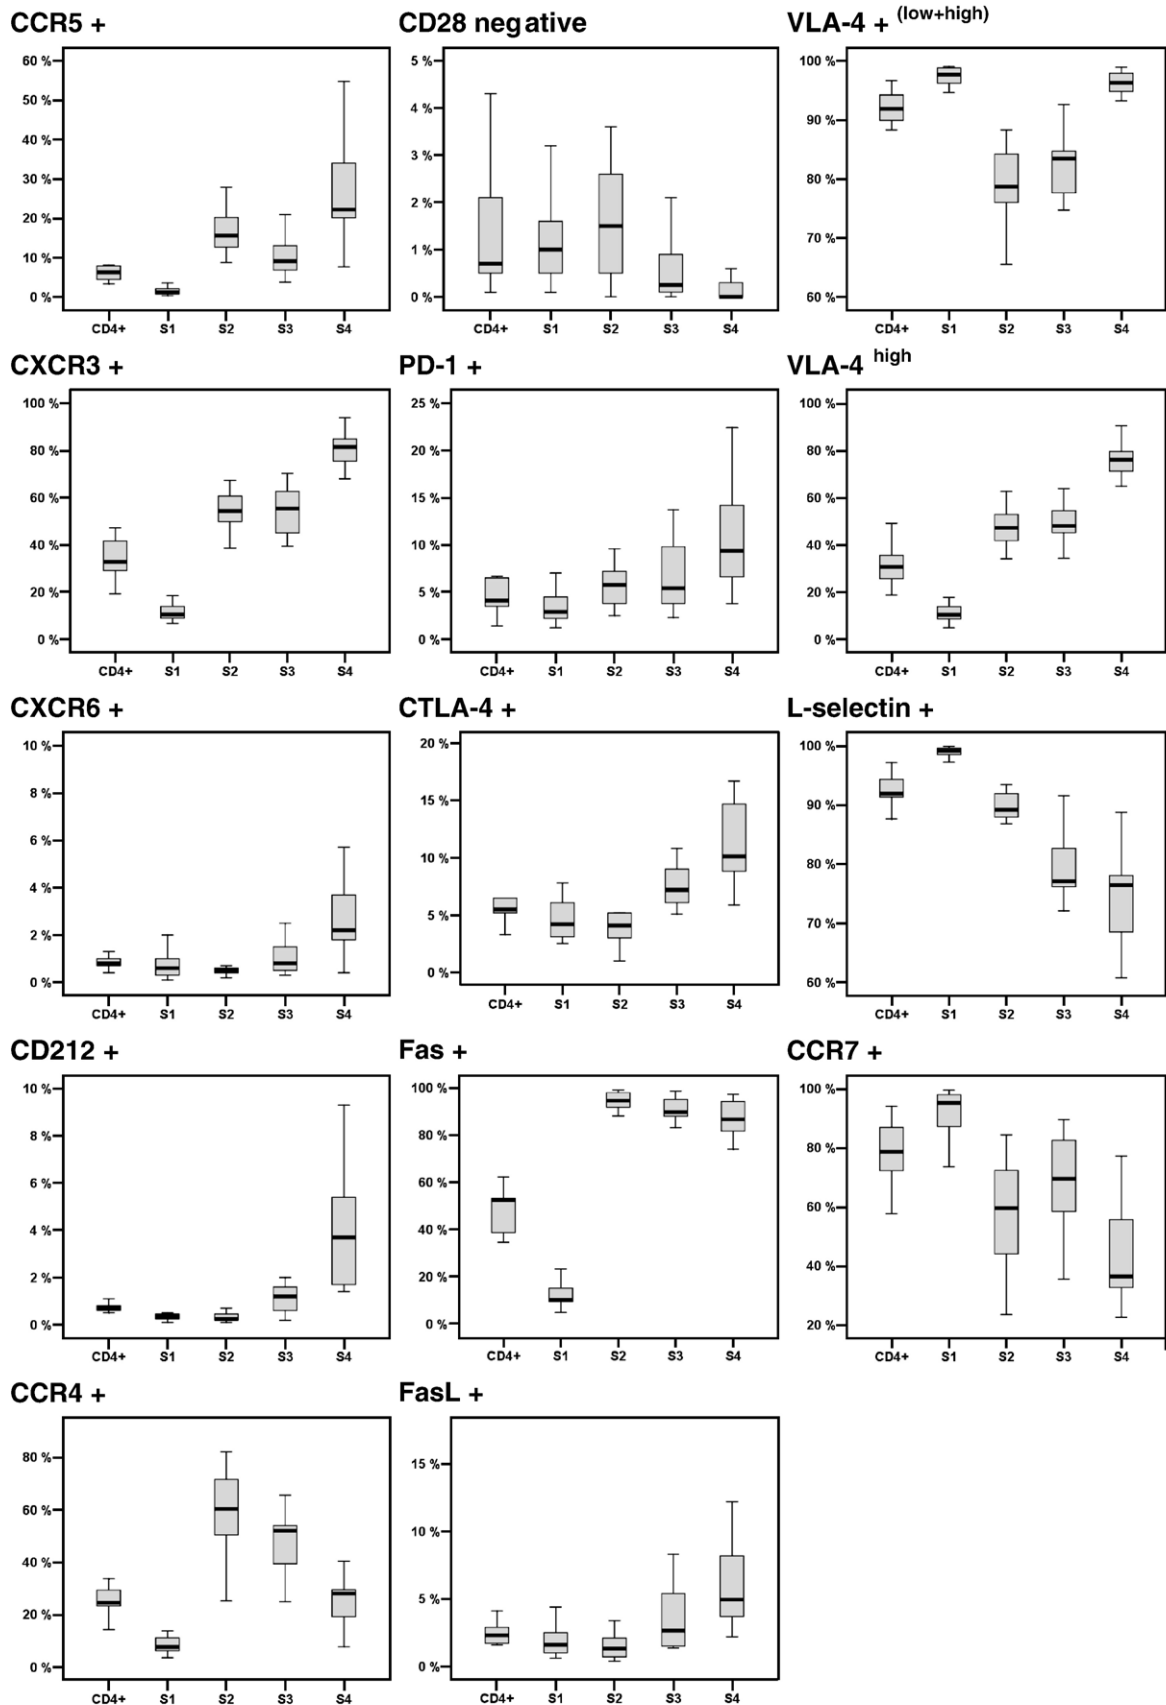 CCR5 +
60 %
50 %
40 %
30 %
20 %
10 %
0 %
CD4+ S1 S2 S3 S4
CD28 negative
5 %
4 %
3 %
2 %
1 %
0 %
CD4+ S1 S2 S3 S4
VLA-4 + (low+high)
100 %
90 %
80 %
70 %
60 %
CD4+ S1 S2 S3 S4
CXCR3 +
100 %
80 %
60 %
40 %
20 %
0 %
CD4+ S1 S2 S3 S4
PD-1 +
25 %
20 %
15 %
10 %
5 %
0 %
CD4+ S1 S2 S3 S4
VLA-4 high
100 %
80 %
60 %
40 %
20 %
0 %
CD4+ S1 S2 S3 S4
CXCR6 +
10 %
8 %
6 %
4 %
2 %
0 %
CD4+ S1 S2 S3 S4
CTLA-4 +
20 %
15 %
10 %
5 %
0 %
CD4+ S1 S2 S3 S4
L-selectin +
100 %
90 %
80 %
70 %
60 %
CD4+ S1 S2 S3 S4
CD212 +
10 %
8 %
6 %
4 %
2 %
0 %
CD4+ S1 S2 S3 S4
Fas +
100 %
80 %
60 %
40 %
20 %
0 %
CD4+ S1 S2 S3 S4
CCR7 +
100 %
80 %
60 %
40 %
20 %
CD4+ S1 S2 S3 S4
CCR4 +
80 %
60 %
40 %
20 %
0 %
CD4+ S1 S2 S3 S4
FasL +
15 %
10 %
5 %
0 %
CD4+ S1 S2 S3 S4